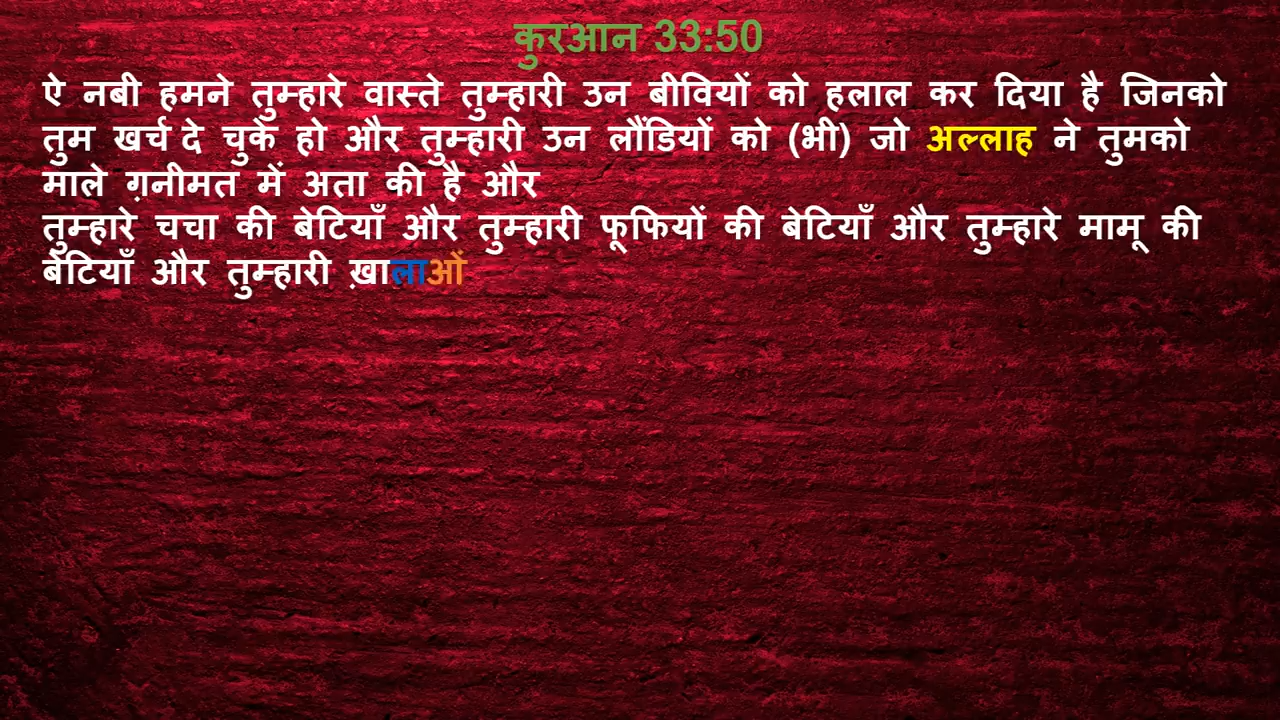 कुरआन 33:50
ऐ नबी हमने तुम्हारे वास्ते तुम्हारी उन बीवियों को हलाल कर दिया है जिनको
तुम खर्च दे चुके हो और तुम्हारी उन लौंडियों को (भी) जो अल्लाह ने तुमको
माले ग़नीमत में अता की है और
तुम्हारे चचा की बेटियाँ और तुम्हारी फूफियों की बेटियाँ और तुम्हारे मामू की
बेटियाँ और तुम्हारी ख़ालाओं